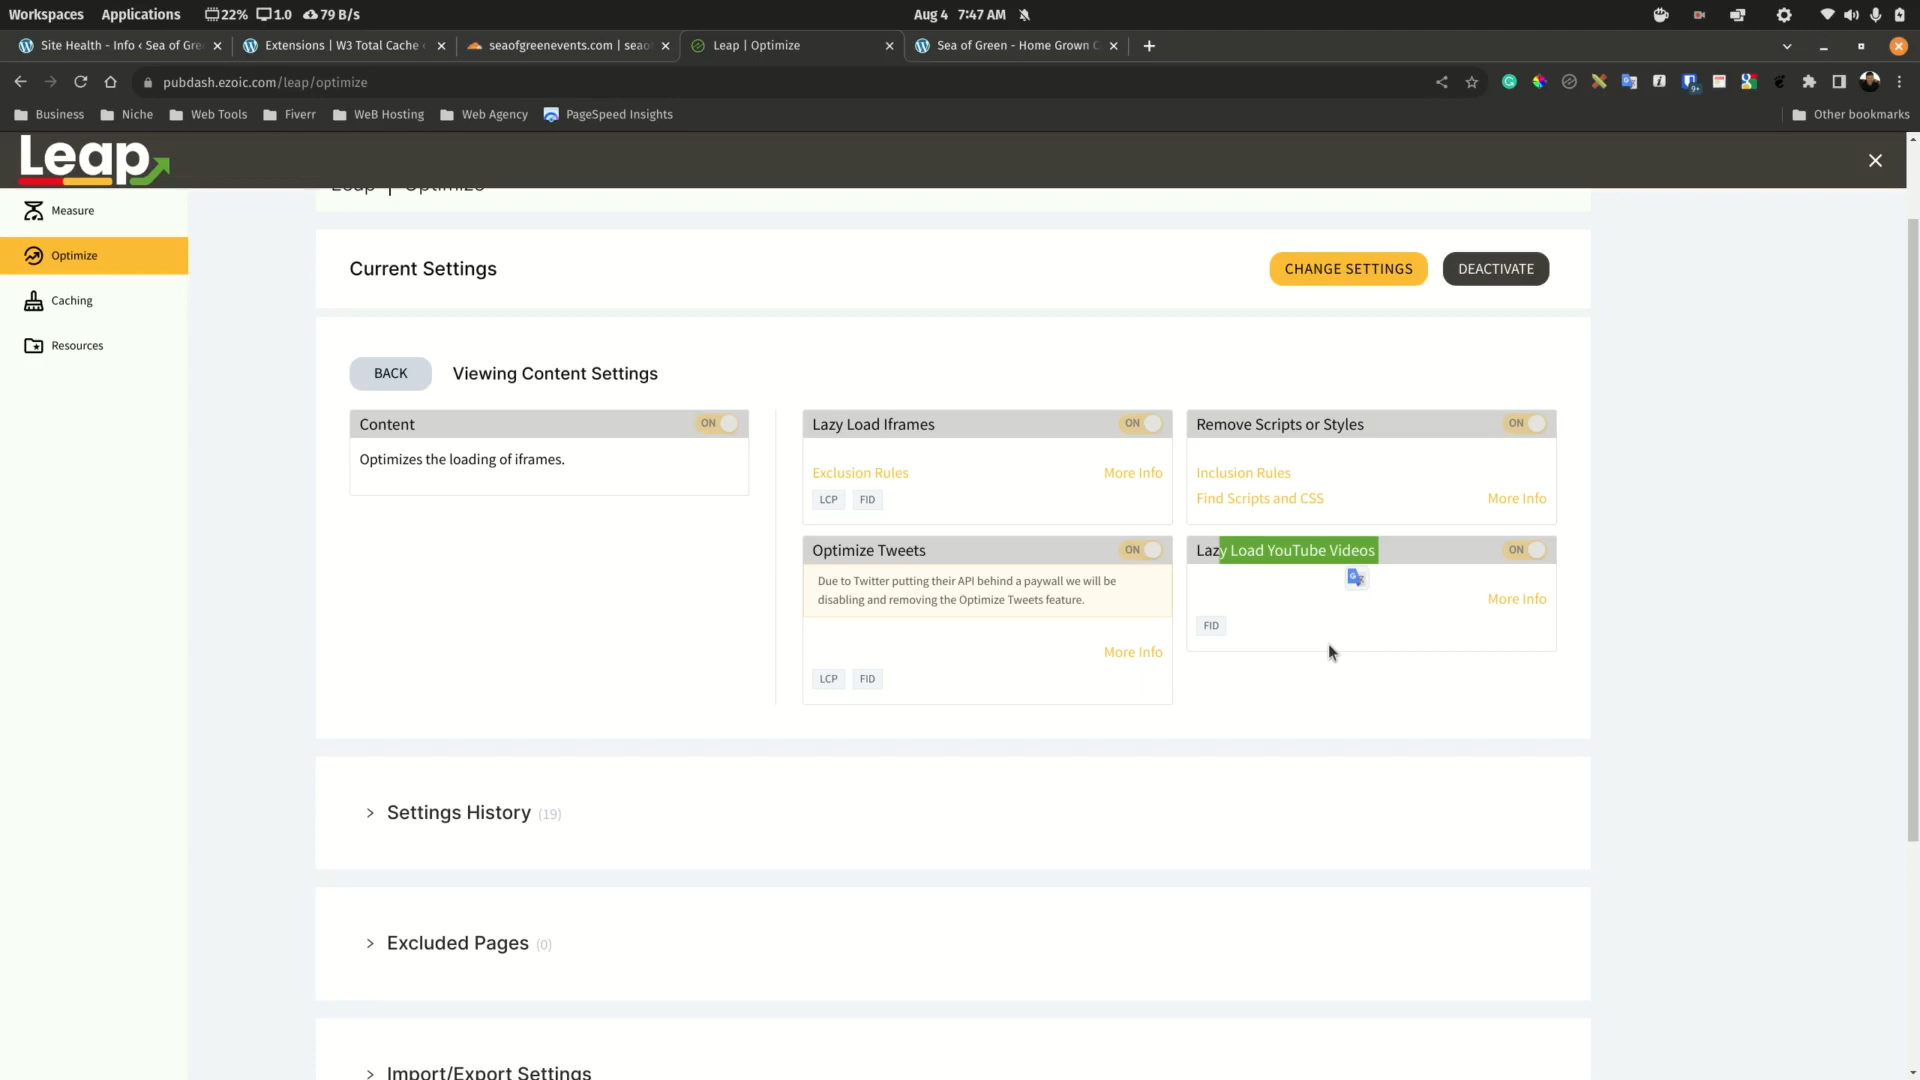 Workspaces Applications 22% 1.0 79 B/s Aug 4 7:47 AM
Site Health - Info ‹ Sea of Gre Extensions | W3 Total Cache ‹ seaofgreenevents.com | seaof Leap | Optimize Sea of Green - Home Grown C
pubdash.ezoic.com/leap/optimize
Business Niche Web Tools Fiverr WeB Hosting Web Agency PageSpeed Insights Other bookmarks
Leap
Leap | Optimize
Measure
Optimize
Caching
Resources
Current Settings CHANGE SETTINGS DEACTIVATE
BACK Viewing Content Settings
Content ON
Optimizes the loading of iframes.
Lazy Load Iframes ON
Exclusion Rules More Info
LCP FID
Remove Scripts or Styles ON
Inclusion Rules
Find Scripts and CSS More Info
Optimize Tweets ON
Due to Twitter putting their API behind a paywall we will be
disabling and removing the Optimize Tweets feature.
More Info
LCP FID
Lazy Load YouTube Videos ON
More Info
FID
Settings History (19)
Excluded Pages (0)
Import/Export Settings